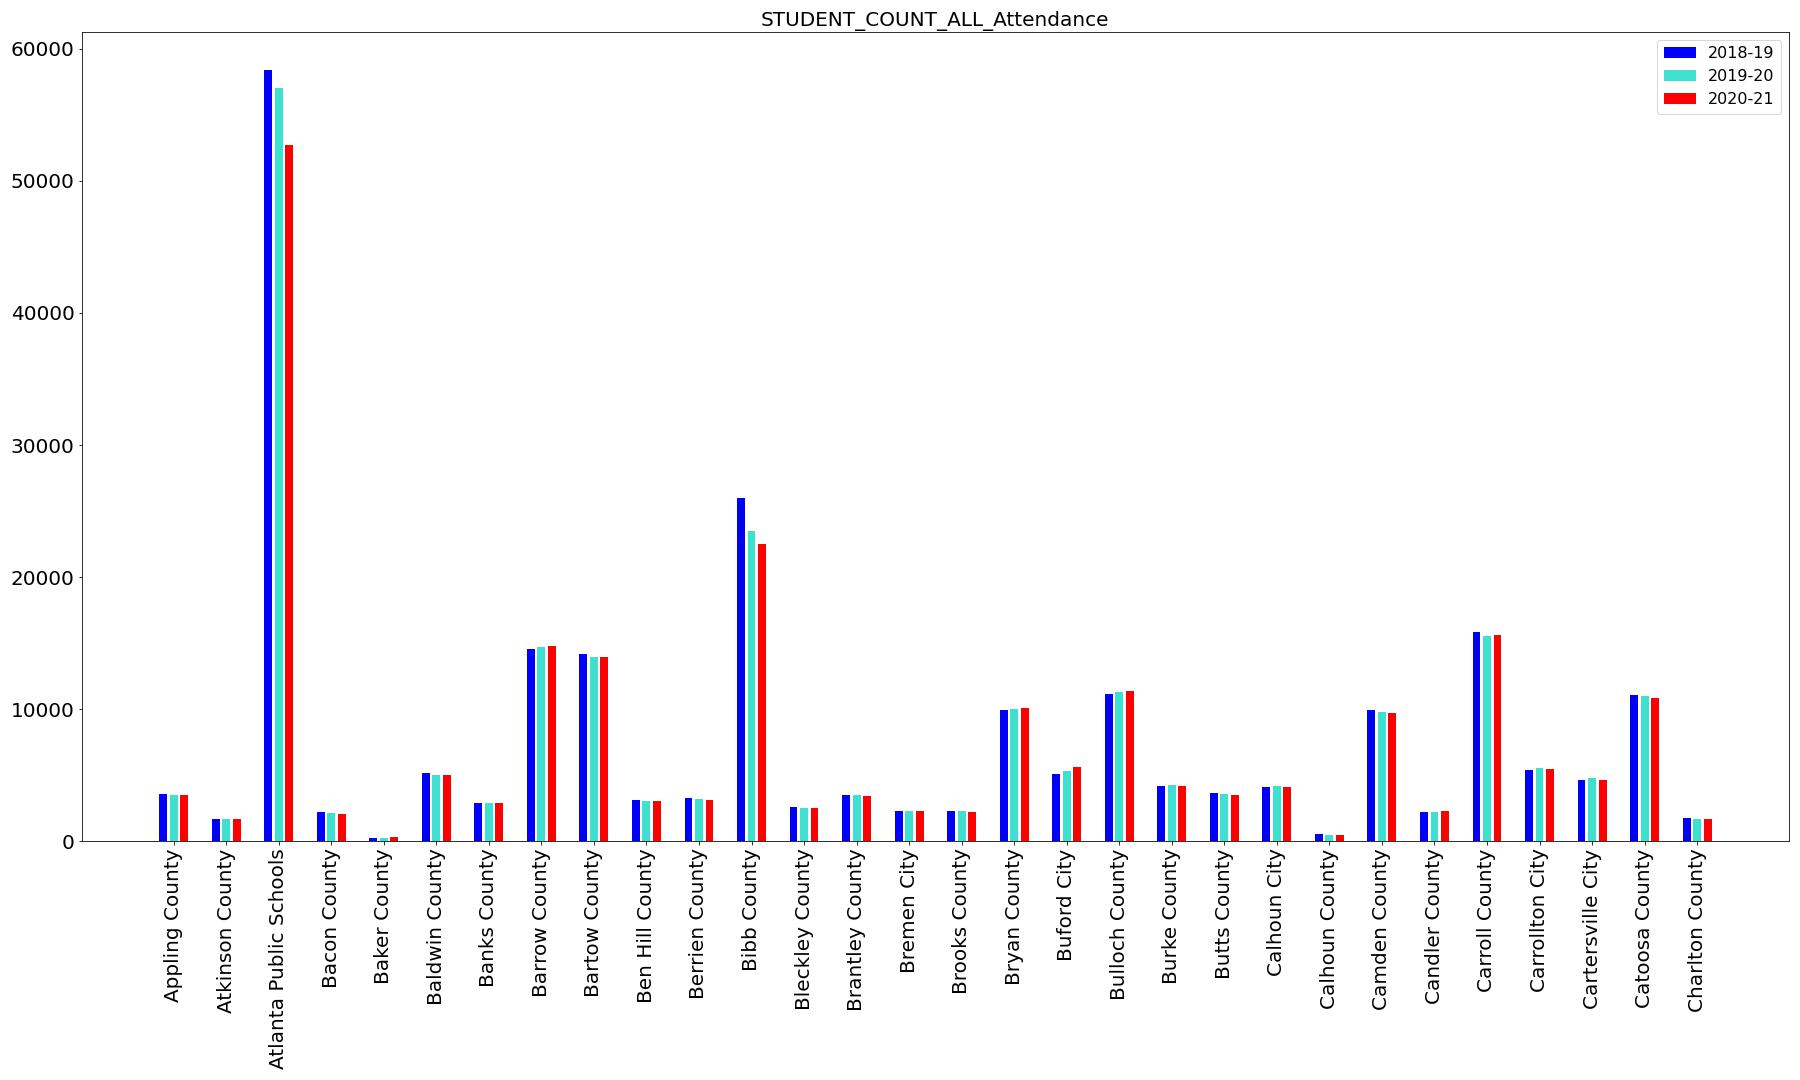 STUDENT_COUNT_ALL_Attendance
2018-19
2019-20
2020-21
60000
50000
40000
30000
20000
10000
0
Appling County
Atkinson County
Atlanta Public Schools
Bacon County
Baker County
Baldwin County
Banks County
Barrow County
Bartow County
Ben Hill County
Berrien County
Bibb County
Bleckley County
Brantley County
Bremen City
Brooks County
Bryan County
Buford City
Bulloch County
Burke County
Butts County
Calhoun City
Calhoun County
Camden County
Candler County
Carroll County
Carrollton City
Cartersville City
Catoosa County
Charlton County